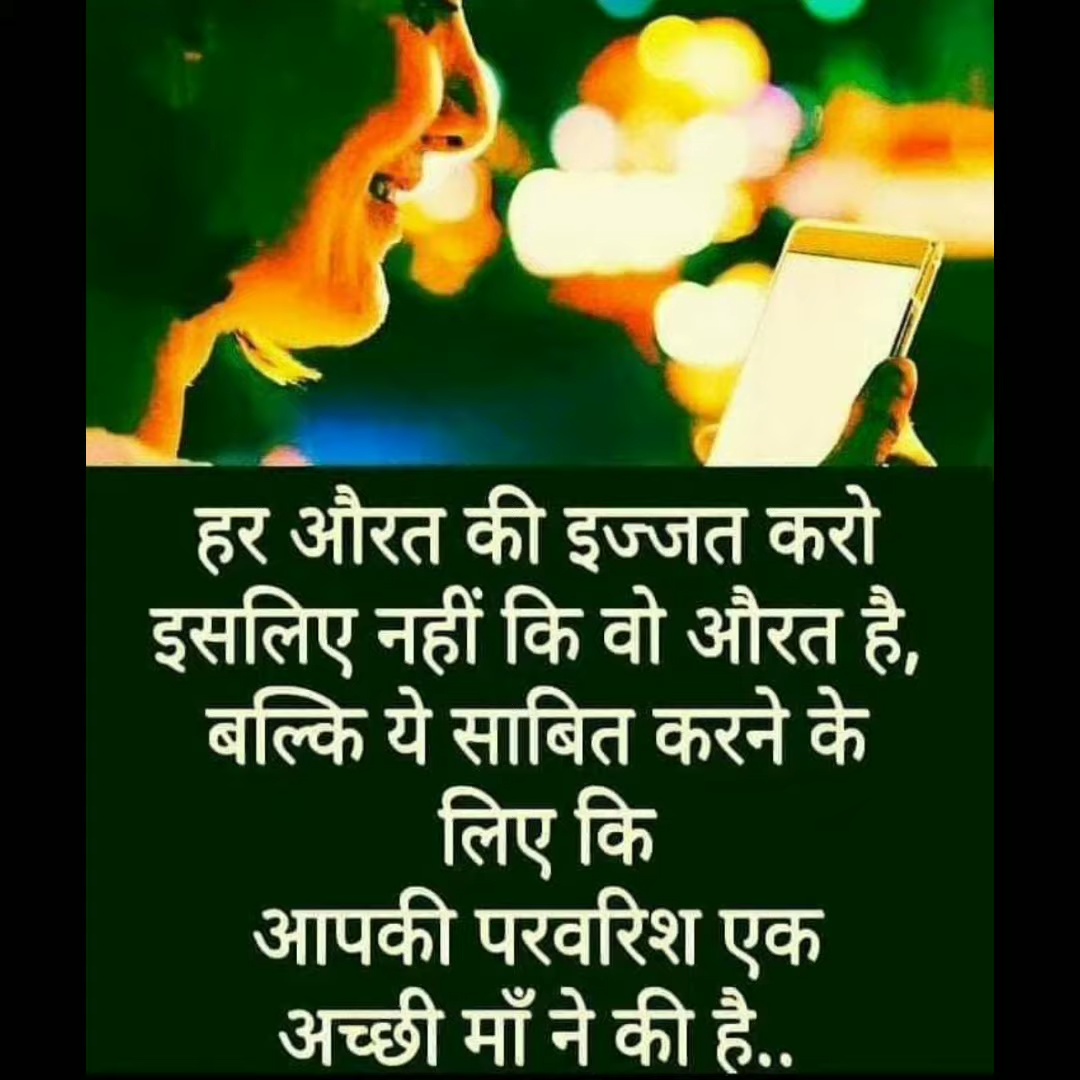 हर औरत की इज्जत करो
इसलिए नहीं कि वो औरत है,
बल्कि ये साबित करने के
लिए कि
आपकी परवरिश एक
अच्छी माँ ने की है..